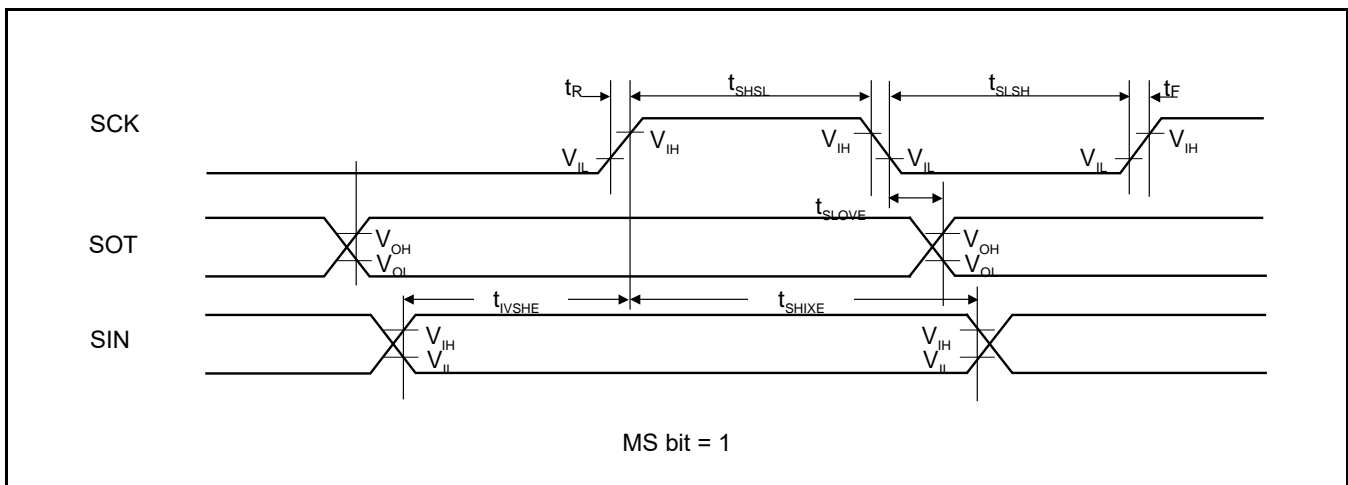 tR
tSHSL
tSLSH
tF
SCK
VIH
VIH
VIH
VIL
VIL
VIL
tSLOVE
SOT
VOH
VOH
VOL
VOL
tIVSHE
tSHIXE
SIN
VIH
VIH
VIL
VIL
MS bit = 1